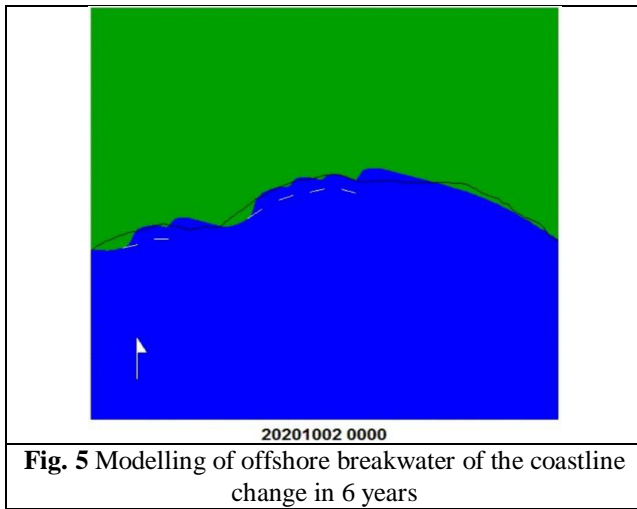 20201002 0000
Fig. 5 Modelling of offshore breakwater of the coastline
change in 6 years